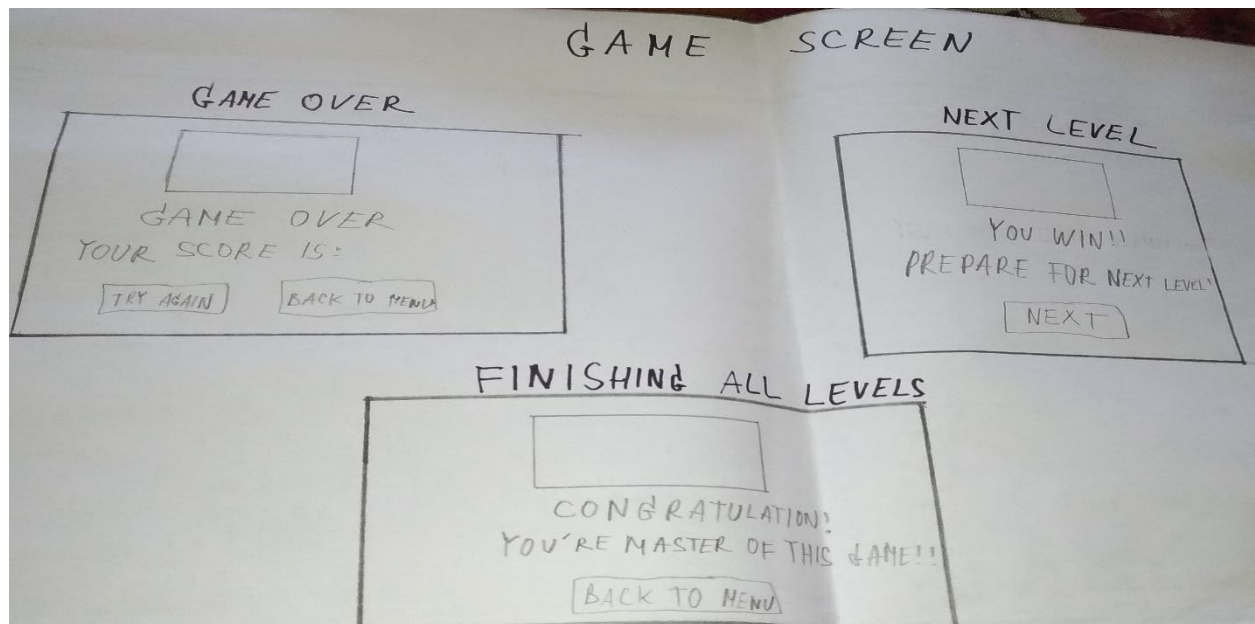 GAME SCREEN
GAME OVER
GAME OVER
YOUR SCORE IS:
TRY AGAIN
BACK TO MENU
NEXT LEVEL
YOU WIN!!
PREPARE FOR NEXT LEVEL!
NEXT
FINISHING ALL LEVELS
CONGRATULATION!
YOU'RE MASTER OF THIS GAME!!
BACK TO MENU